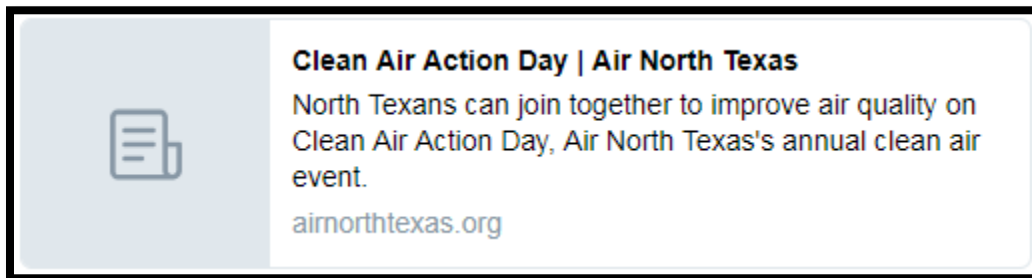 Clean Air Action Day | Air North Texas
North Texans can join together to improve air quality on
Clean Air Action Day, Air North Texas's annual clean air
event.
airnorthtexas.org